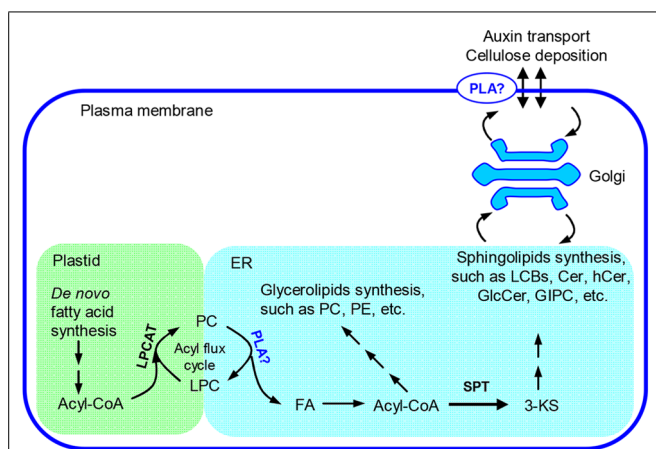 Auxin transport
Cellulose deposition
PLA?
Plasma membrane
Golgi
Plastid
ER
Sphingolipids synthesis,
such as LCBs, Cer, hCer,
GlcCer, GIPC, etc.
De novo
fatty acid
synthesis
Glycerolipids synthesis,
such as PC, PE, etc.
LPCAT
PC
PLA?
Acyl flux
cycle
LPC
Acyl-CoA
FA
Acyl-CoA
SPT
3-KS